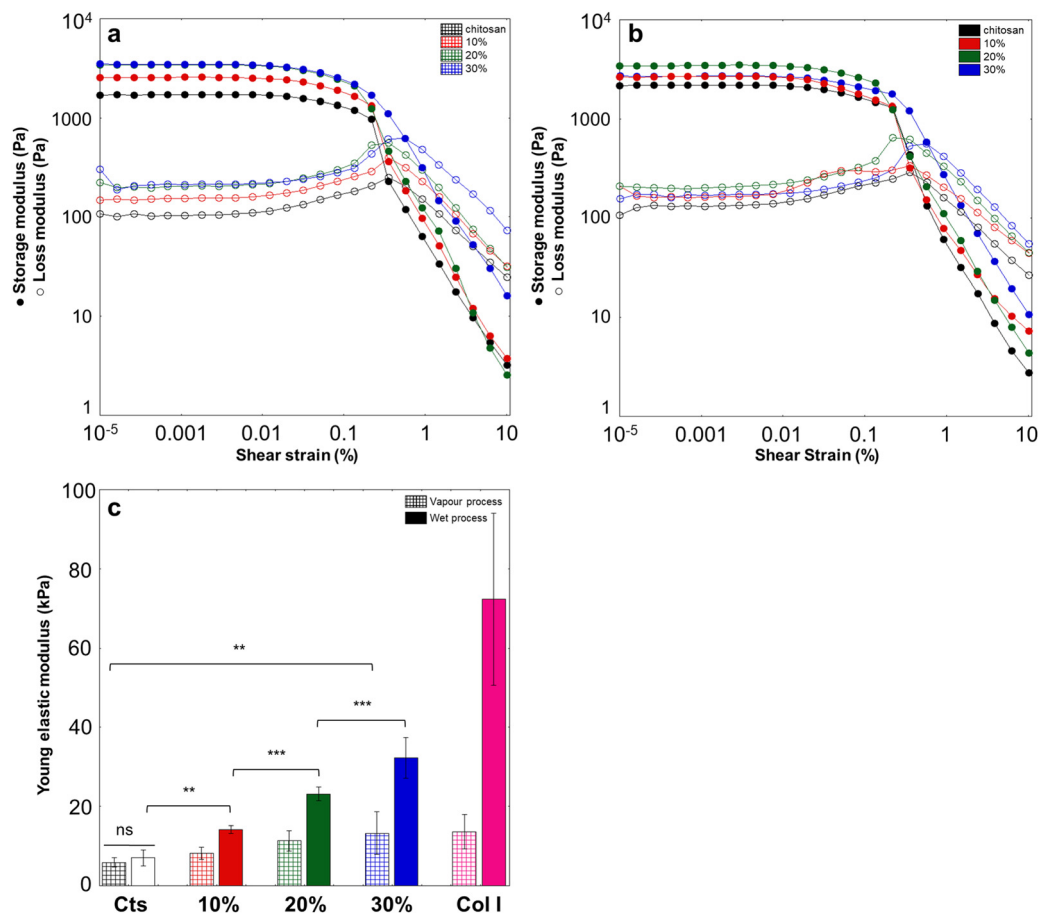 a
chitosan
10%
20%
30%
10⁴
1000
100
10
1
● Storage modulus (Pa)
○ Loss modulus (Pa)
10⁻⁵
0.001
0.01
0.1
1
10
Shear strain (%)
b
chitosan
10%
20%
30%
10⁴
1000
100
10
1
● Storage modulus (Pa)
○ Loss modulus (Pa)
10⁻⁵
0.001
0.01
0.1
1
10
Shear Strain (%)
c
Vapour process
Wet process
100
80
60
40
20
0
Young elastic modulus (kPa)
**
***
***
**
ns
Cts
10%
20%
30%
Col I